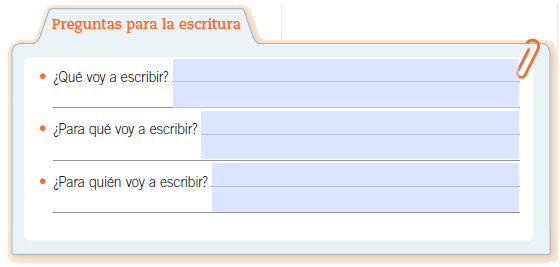 Preguntas para la escritura
• ¿Qué voy a escribir?
• ¿Para qué voy a escribir?
• ¿Para quién voy a escribir?